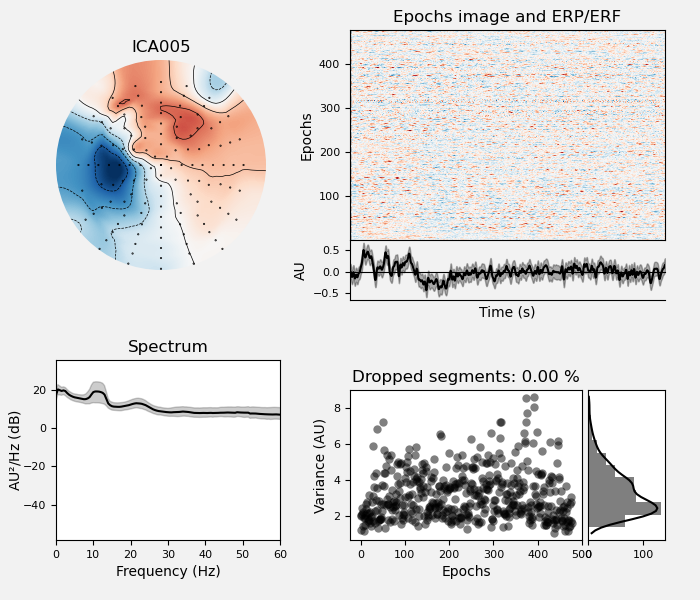 ICA005
Epochs image and ERP/ERF
Epochs
400
300
200
100
AU
0.5
0.0
−0.5
Time (s)
Spectrum
AU²/Hz (dB)
20
0
−20
−40
0 10 20 30 40 50 60
Frequency (Hz)
Dropped segments: 0.00 %
Variance (AU)
8
6
4
2
0 100 200 300 400 500
Epochs
0 100